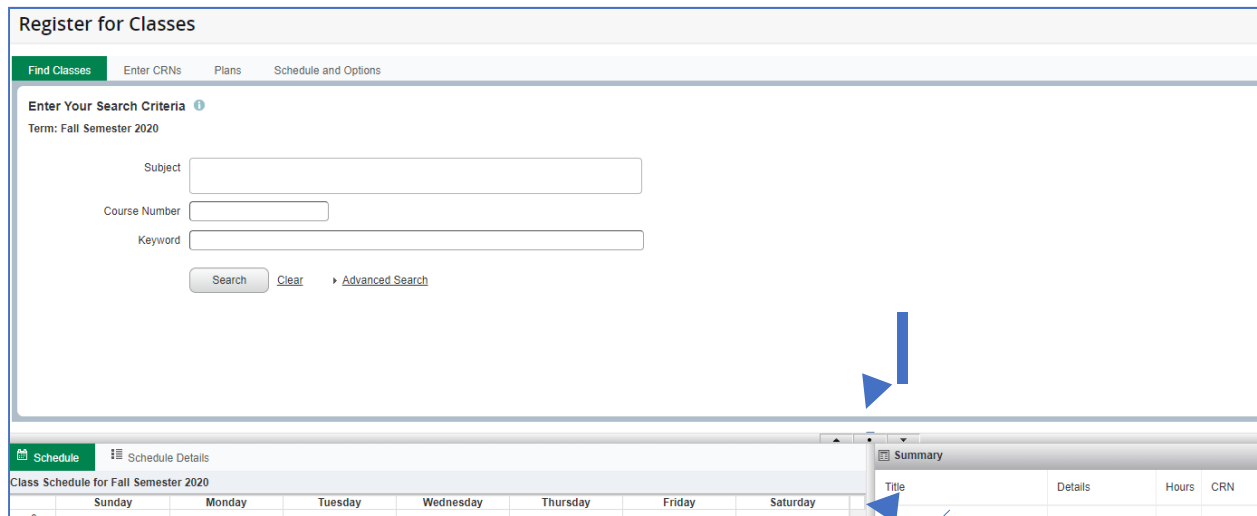 Register for Classes
Find Classes Enter CRNs Plans Schedule and Options
Enter Your Search Criteria
Term: Fall Semester 2020
Subject
Course Number
Keyword
Search Clear Advanced Search
Schedule Schedule Details
Class Schedule for Fall Semester 2020
Sunday Monday Tuesday Wednesday Thursday Friday Saturday
Summary
Title Details Hours CRN